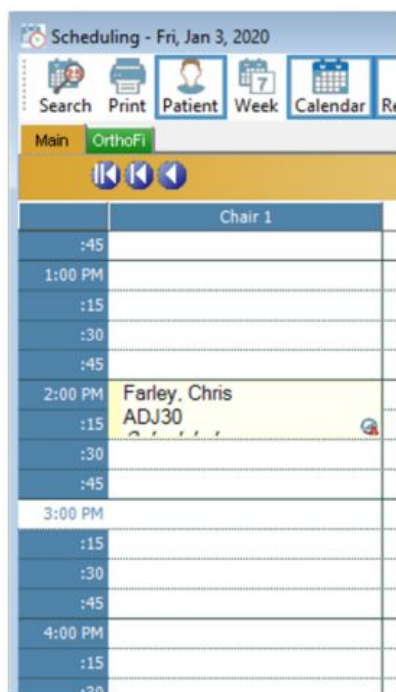 Scheduling - Fri, Jan 3, 2020
Search Print Patient Week Calendar
Main OrthoFi
Chair 1
:45
1:00 PM
:15
:30
:45
2:00 PM Farley, Chris
:15 ADJ30
:30
:45
3:00 PM
:15
:30
:45
4:00 PM
:15
:30